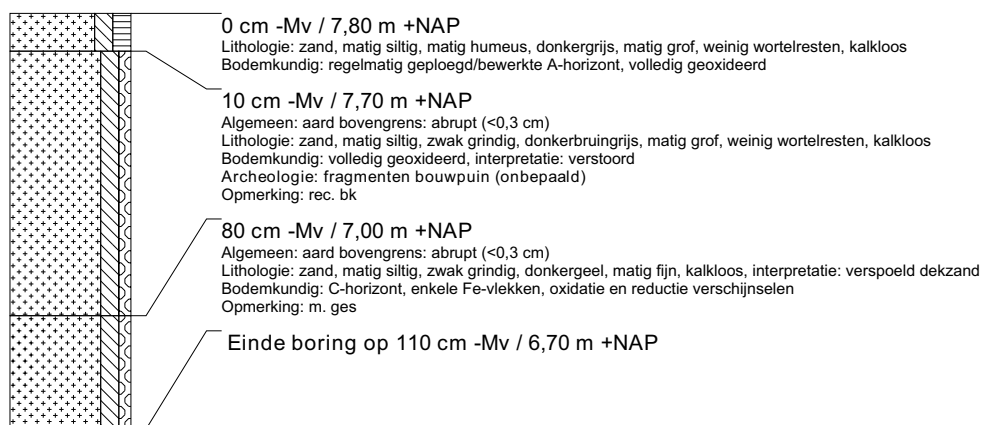 0 cm -Mv / 7,80 m +NAP
Lithologie: zand, matig siltig, matig humeus, donkergrijs, matig grof, weinig wortelresten, kalkloos
Bodemkundig: regelmatig geploegd/bewerkte A-horizont, volledig geoxideerd
10 cm -Mv / 7,70 m +NAP
Algemeen: aard bovengrens: abrupt (<0,3 cm)
Lithologie: zand, matig siltig, zwak grindig, donkerbruingrijs, matig grof, weinig wortelresten, kalkloos
Bodemkundig: volledig geoxideerd, interpretatie: verstoord
Archeologie: fragmenten bouwpuin (onbepaald)
Opmerking: rec. bk
80 cm -Mv / 7,00 m +NAP
Algemeen: aard bovengrens: abrupt (<0,3 cm)
Lithologie: zand, matig siltig, zwak grindig, donkergeel, matig fijn, kalkloos, interpretatie: verspoeld dekzand
Bodemkundig: C-horizont, enkele Fe-vlekken, oxidatie en reductie verschijnselen
Opmerking: m. ges
Einde boring op 110 cm -Mv / 6,70 m +NAP